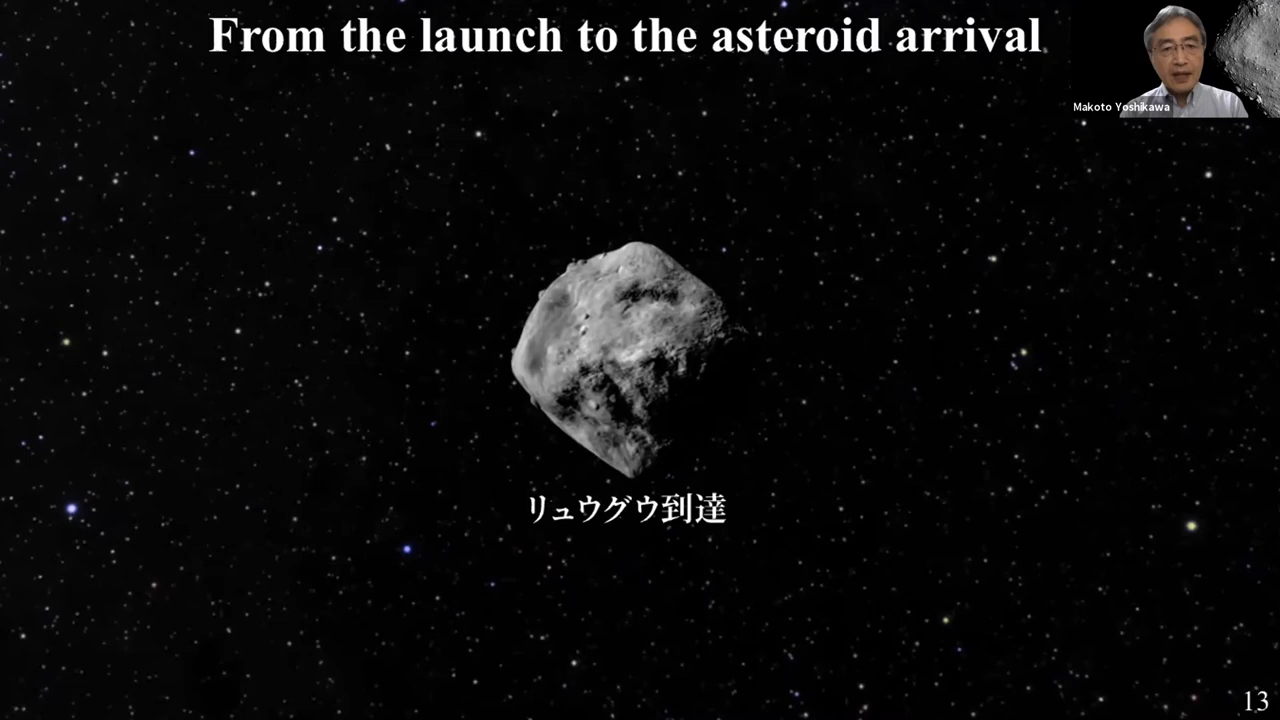 From the launch to the asteroid arrival
Makoto Yoshikawa
リュウグウ到達
13